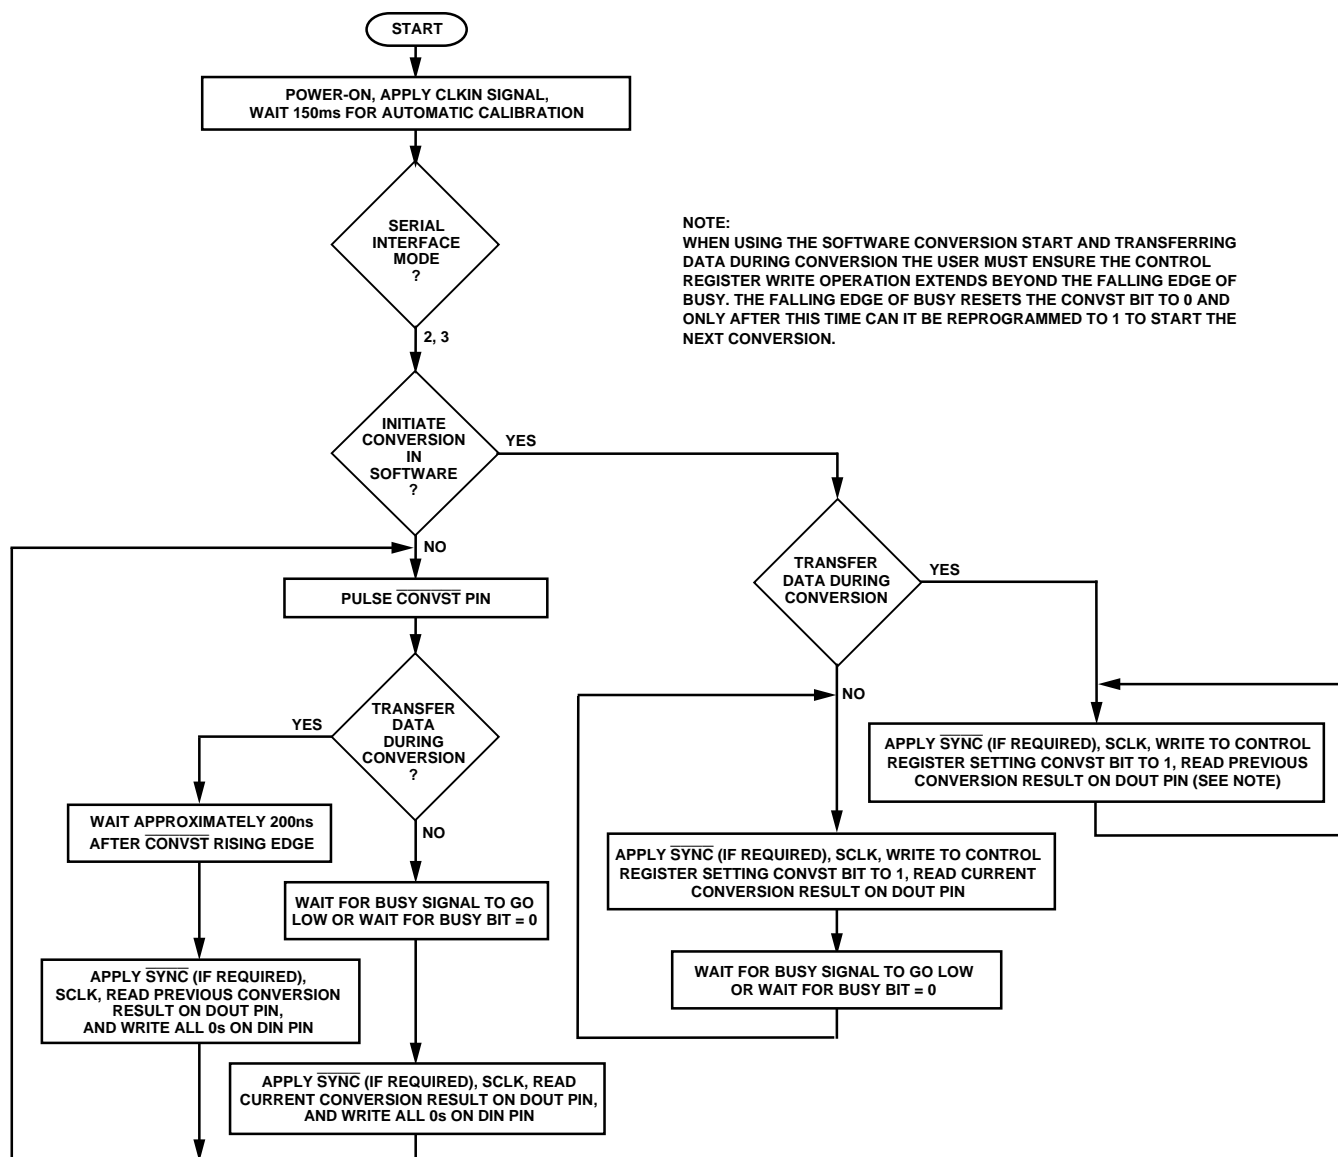 START
POWER-ON, APPLY CLKIN SIGNAL,
WAIT 150ms FOR AUTOMATIC CALIBRATION
SERIAL
INTERFACE
MODE
?
2, 3
NOTE:
WHEN USING THE SOFTWARE CONVERSION START AND TRANSFERRING
DATA DURING CONVERSION THE USER MUST ENSURE THE CONTROL
REGISTER WRITE OPERATION EXTENDS BEYOND THE FALLING EDGE OF
BUSY. THE FALLING EDGE OF BUSY RESETS THE CONVST BIT TO 0 AND
ONLY AFTER THIS TIME CAN IT BE REPROGRAMMED TO 1 TO START THE
NEXT CONVERSION.
INITIATE
CONVERSION
IN
SOFTWARE
?
YES
NO
PULSE CONVST PIN
TRANSFER
DATA
DURING
CONVERSION
?
YES
NO
WAIT APPROXIMATELY 200ns
AFTER CONVST RISING EDGE
APPLY SYNC (IF REQUIRED),
SCLK, READ PREVIOUS CONVERSION
RESULT ON DOUT PIN,
AND WRITE ALL 0s ON DIN PIN
WAIT FOR BUSY SIGNAL TO GO
LOW OR WAIT FOR BUSY BIT = 0
APPLY SYNC (IF REQUIRED), SCLK, READ
CURRENT CONVERSION RESULT ON DOUT PIN,
AND WRITE ALL 0s ON DIN PIN
TRANSFER
DATA DURING
CONVERSION
YES
NO
APPLY SYNC (IF REQUIRED), SCLK, WRITE TO CONTROL
REGISTER SETTING CONVST BIT TO 1, READ PREVIOUS
CONVERSION RESULT ON DOUT PIN (SEE NOTE)
APPLY SYNC (IF REQUIRED), SCLK, WRITE TO CONTROL
REGISTER SETTING CONVST BIT TO 1, READ CURRENT
CONVERSION RESULT ON DOUT PIN
WAIT FOR BUSY SIGNAL TO GO LOW
OR WAIT FOR BUSY BIT = 0